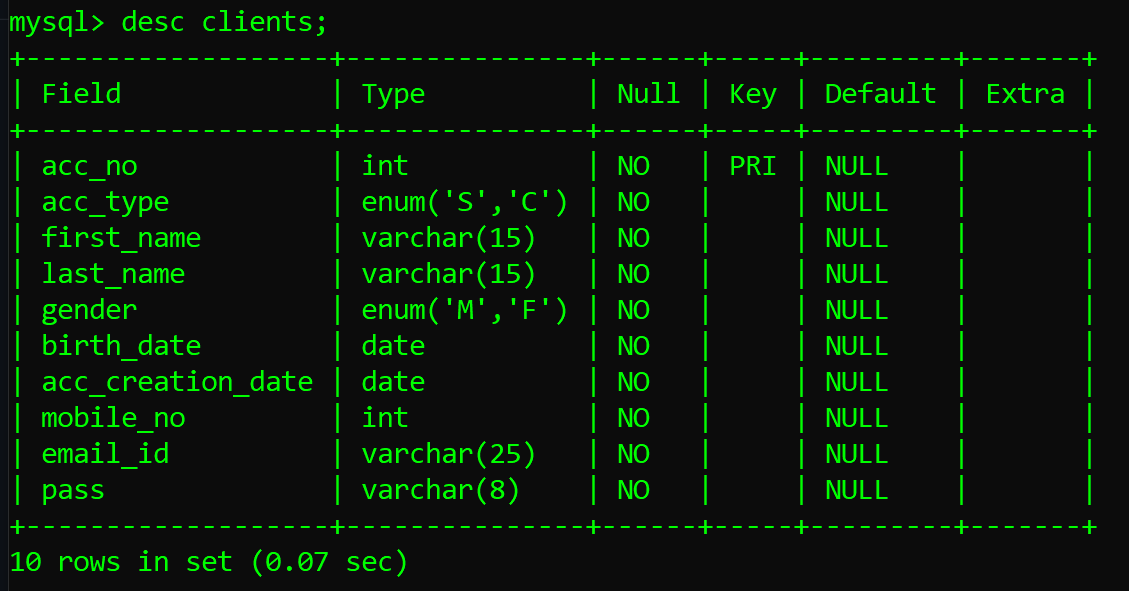 mysql> desc clients;
+-------------------+---------------+------+-----+---------+-------+
| Field             | Type          | Null | Key | Default | Extra |
+-------------------+---------------+------+-----+---------+-------+
| acc_no            | int           | NO   | PRI | NULL    |       |
| acc_type          | enum('S','C') | NO   |     | NULL    |       |
| first_name        | varchar(15)   | NO   |     | NULL    |       |
| last_name         | varchar(15)   | NO   |     | NULL    |       |
| gender            | enum('M','F') | NO   |     | NULL    |       |
| birth_date        | date          | NO   |     | NULL    |       |
| acc_creation_date | date          | NO   |     | NULL    |       |
| mobile_no         | int           | NO   |     | NULL    |       |
| email_id          | varchar(25)   | NO   |     | NULL    |       |
| pass              | varchar(8)    | NO   |     | NULL    |       |
+-------------------+---------------+------+-----+---------+-------+
10 rows in set (0.07 sec)